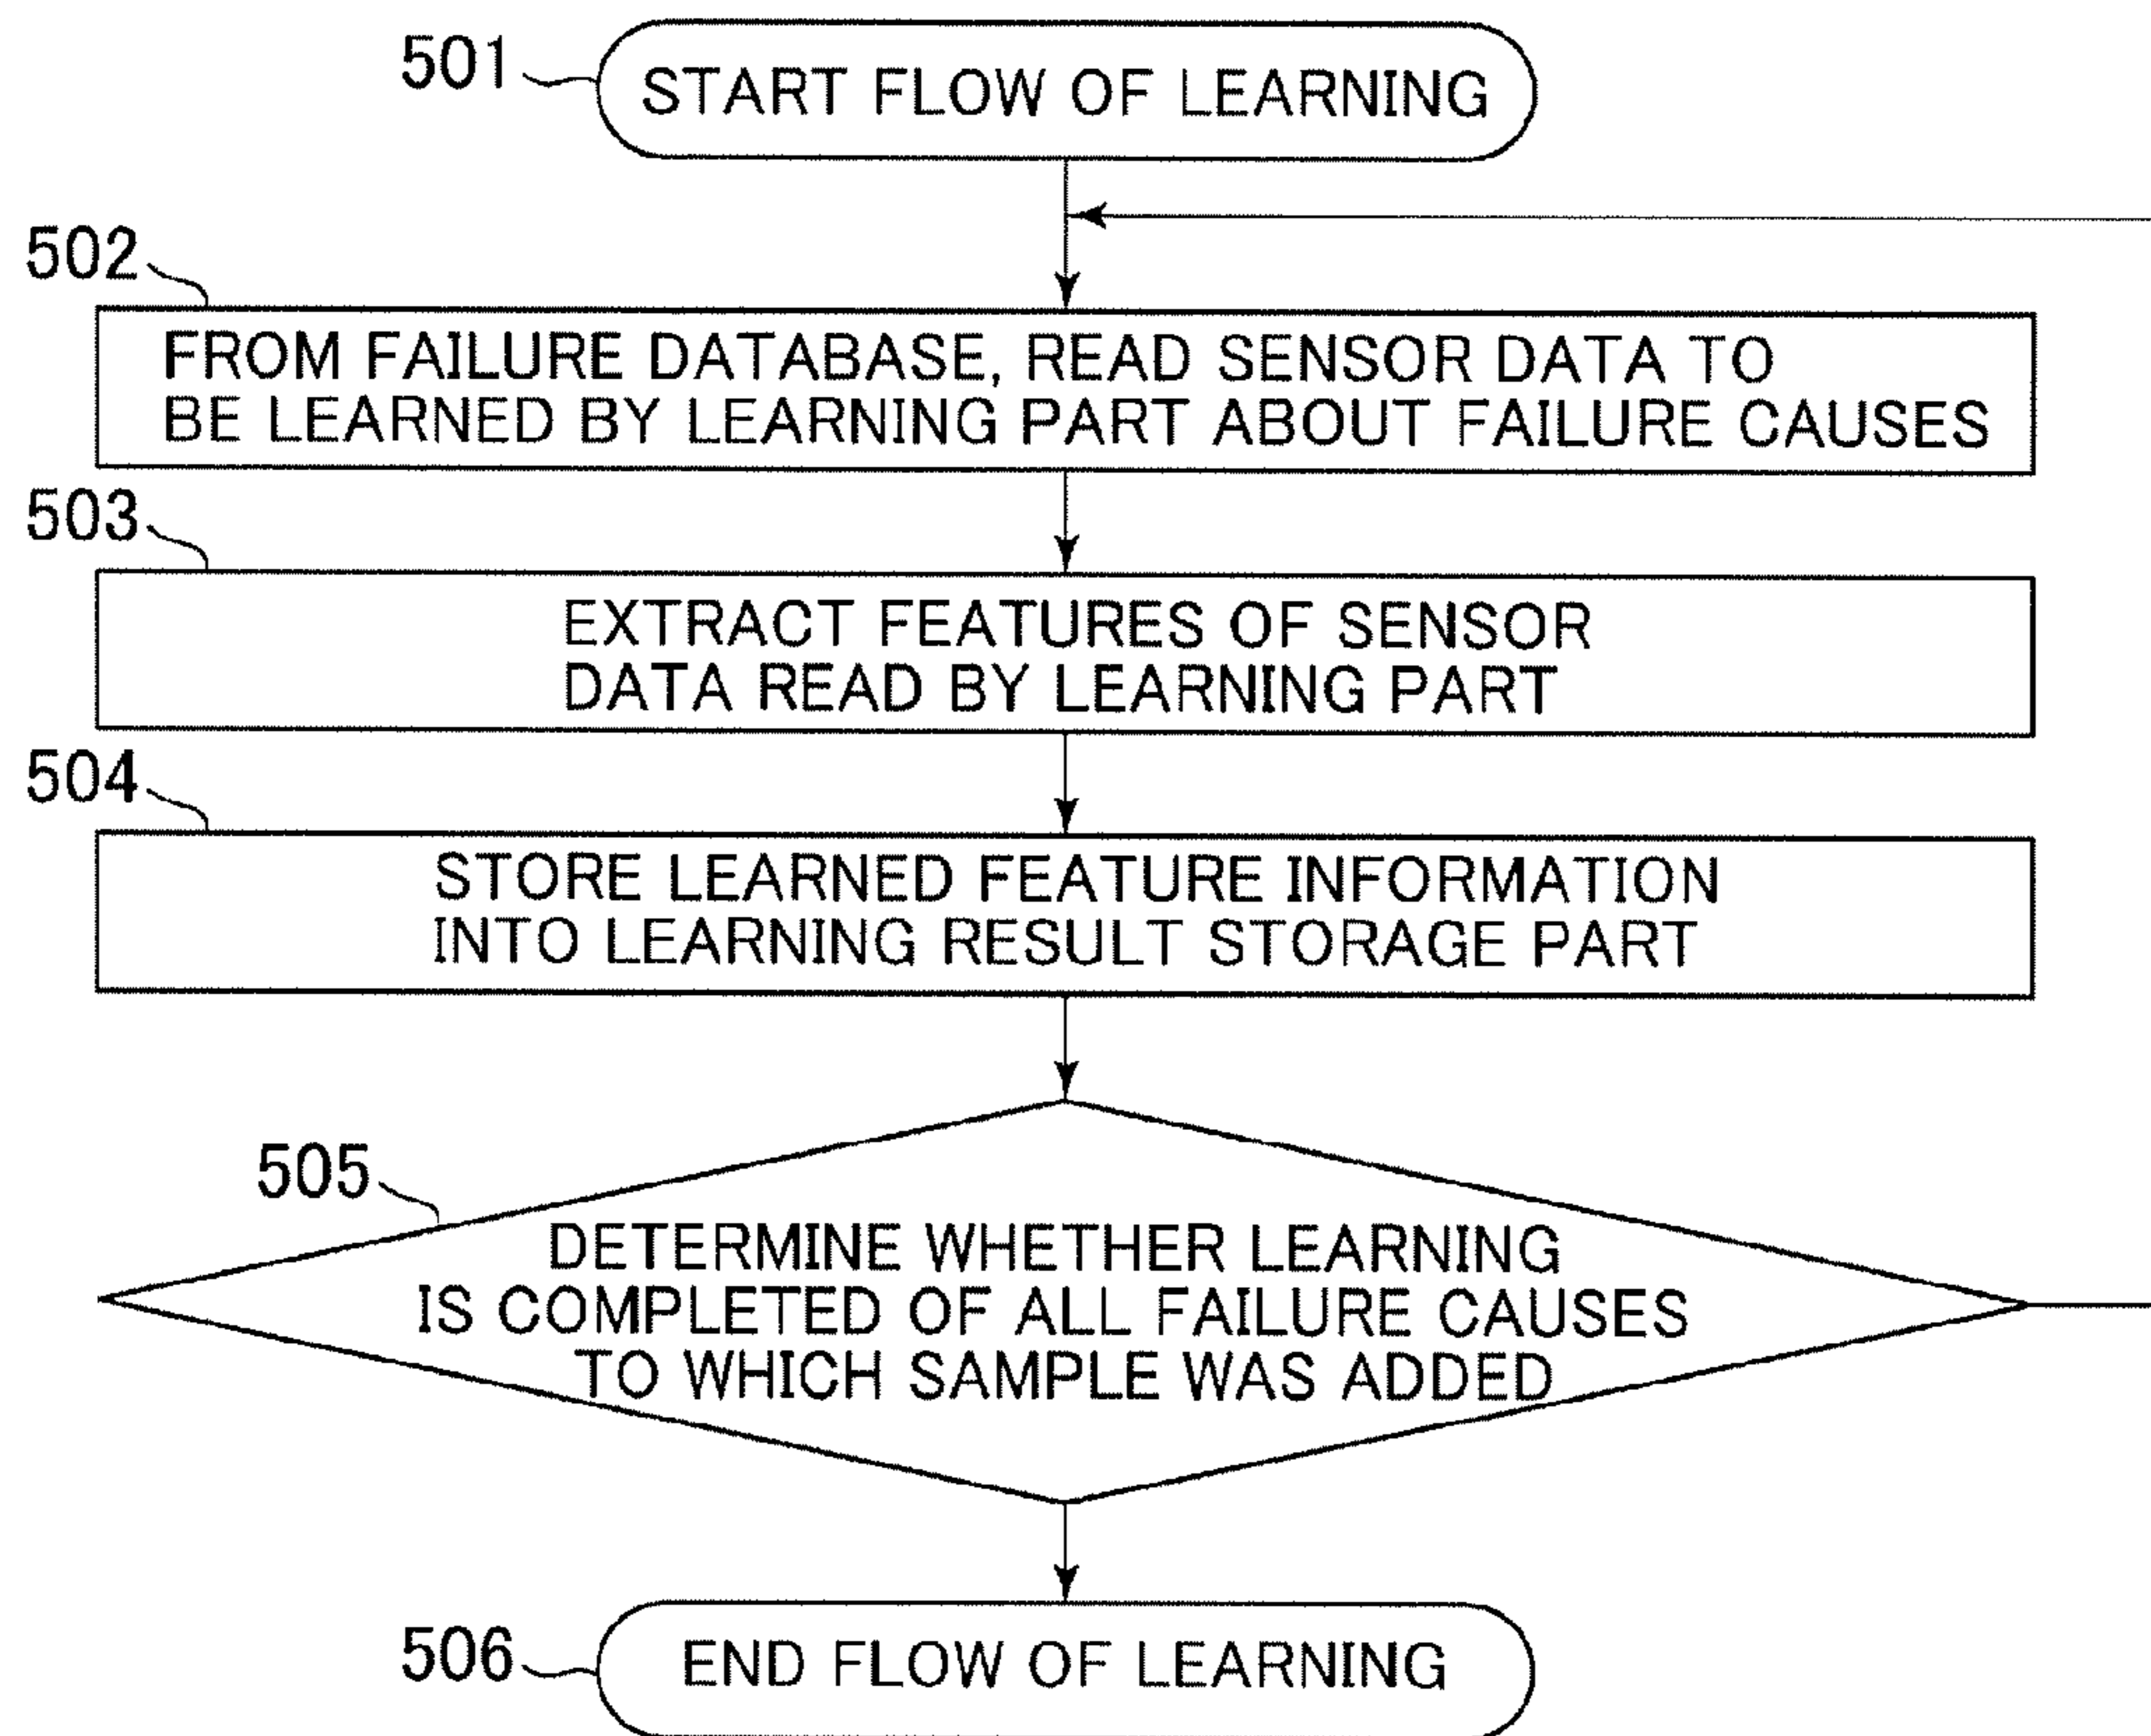 501
START FLOW OF LEARNING
502
FROM FAILURE DATABASE, READ SENSOR DATA TO
BE LEARNED BY LEARNING PART ABOUT FAILURE CAUSES
503
EXTRACT FEATURES OF SENSOR
DATA READ BY LEARNING PART
504
STORE LEARNED FEATURE INFORMATION
INTO LEARNING RESULT STORAGE PART
505
DETERMINE WHETHER LEARNING
IS COMPLETED OF ALL FAILURE CAUSES
TO WHICH SAMPLE WAS ADDED
506
END FLOW OF LEARNING